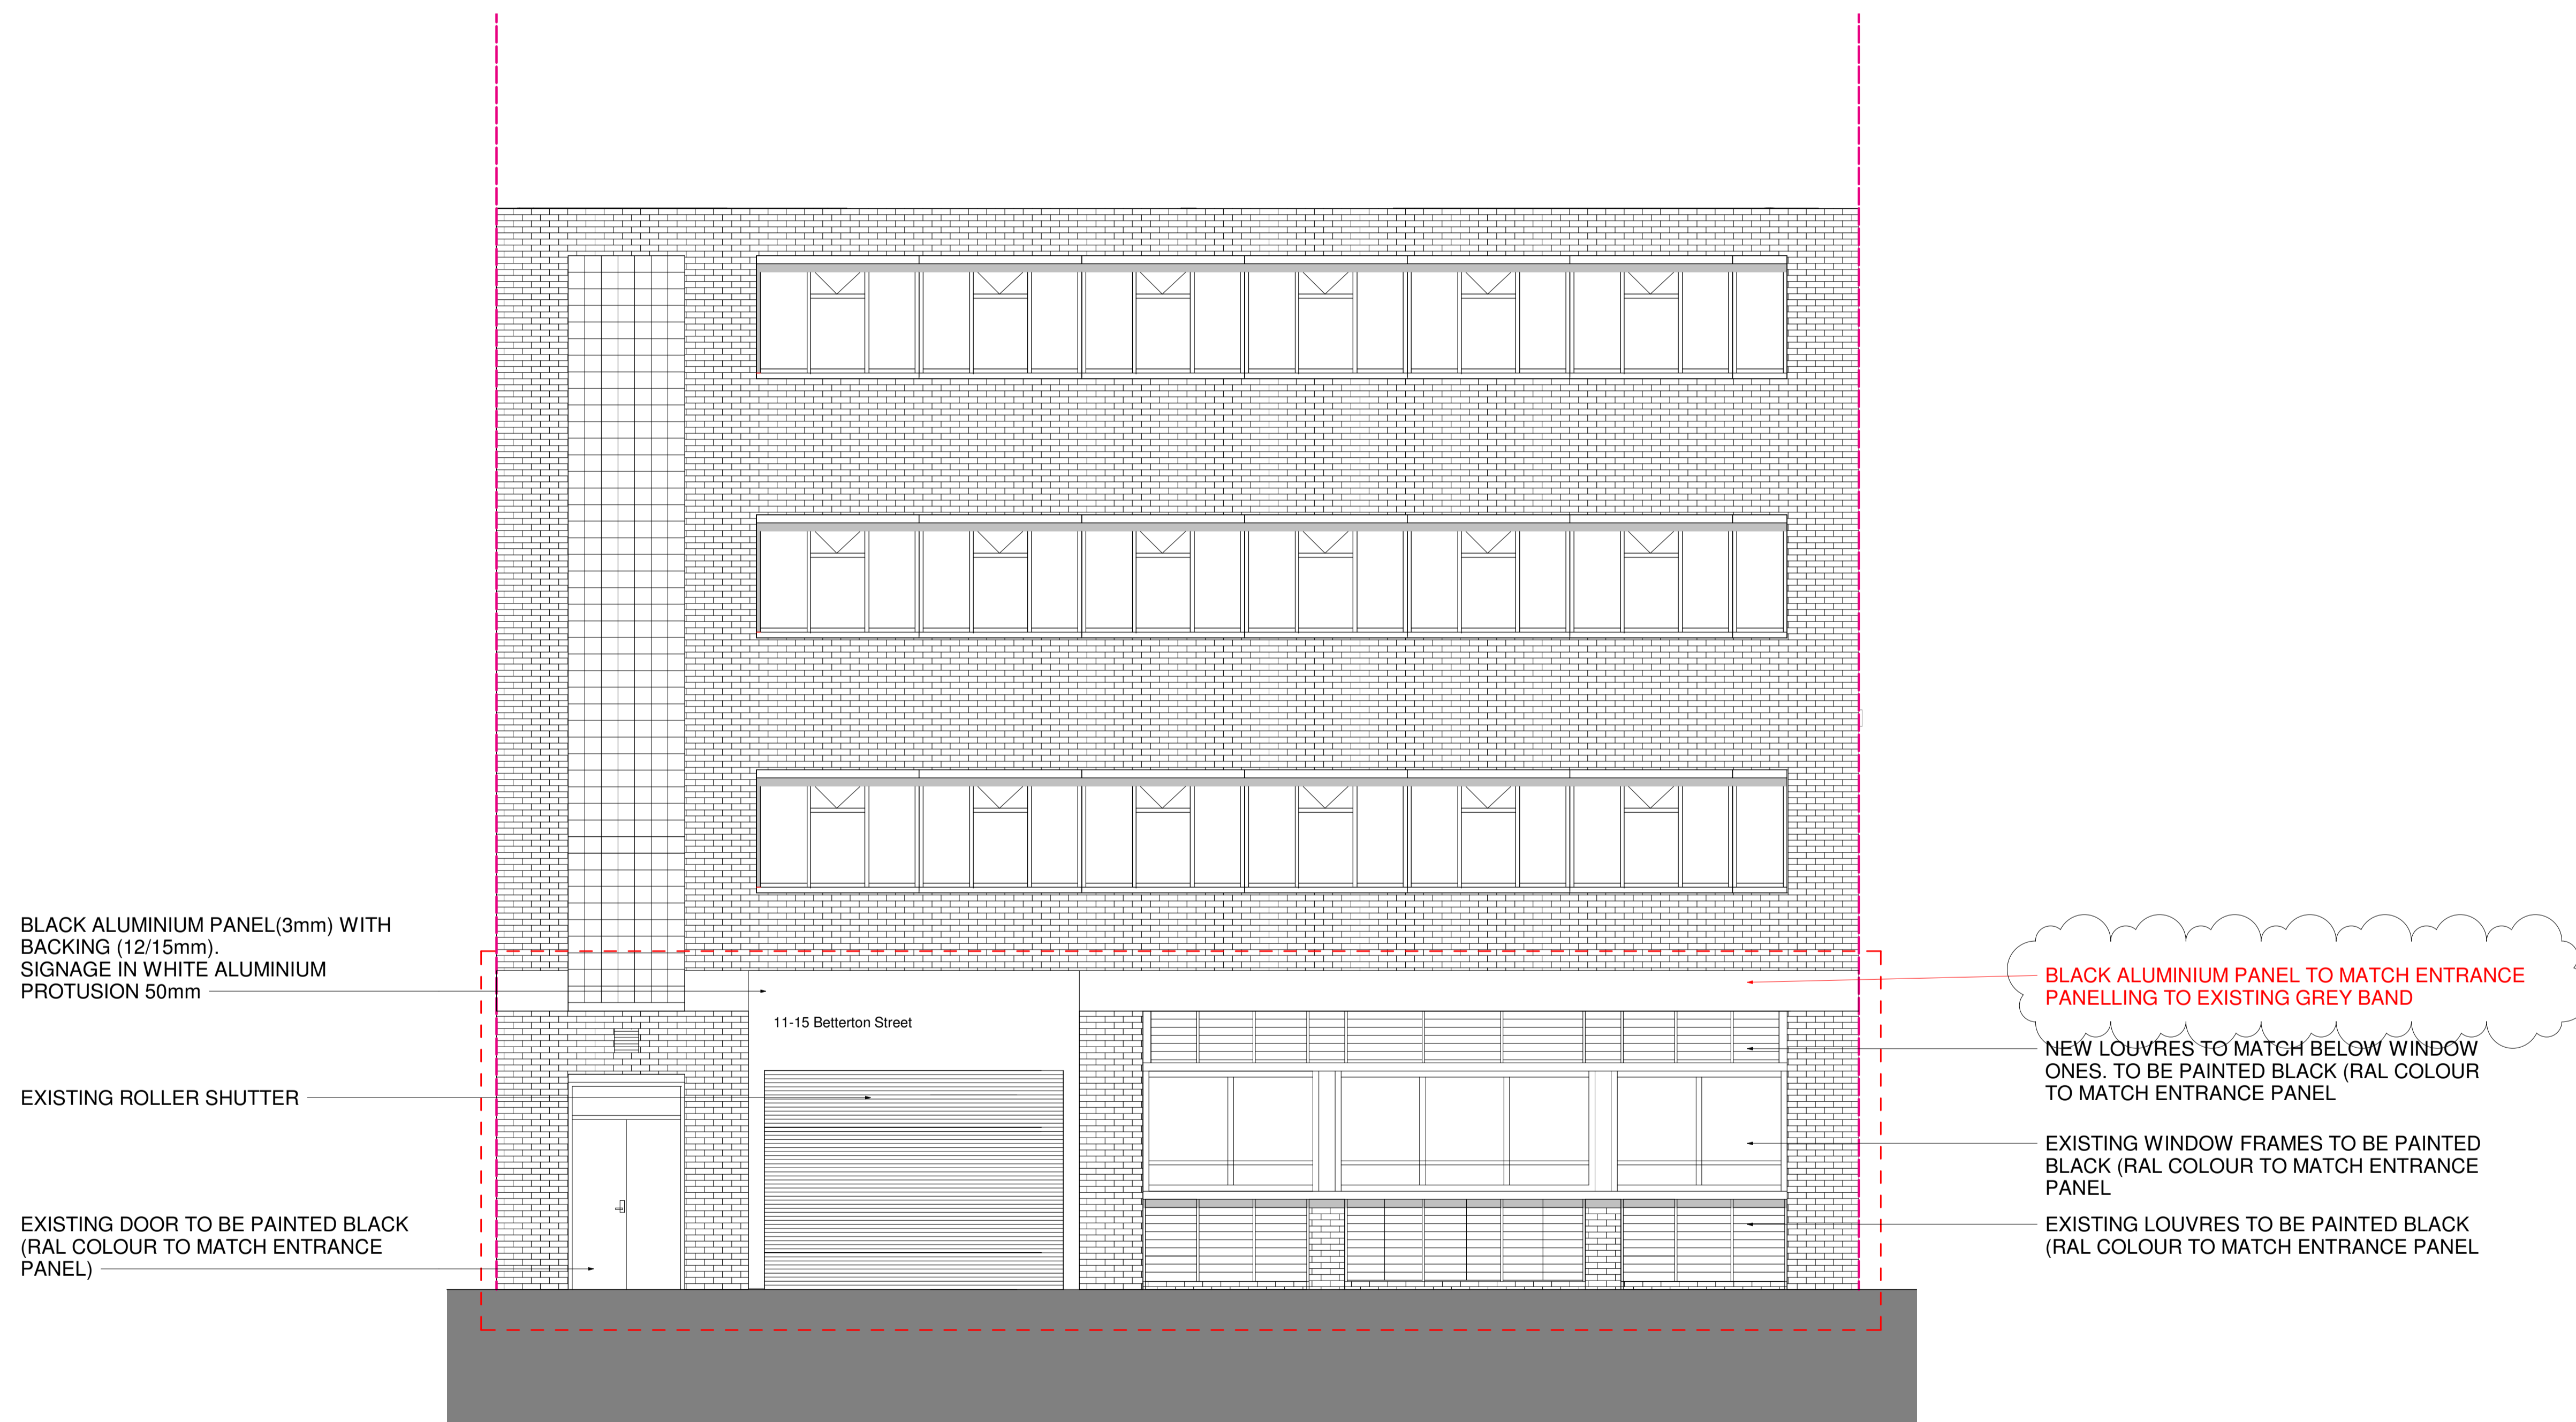 BLACK ALUMINIUM PANEL(3mm) WITH
BACKING (12/15mm).
SIGNAGE IN WHITE ALUMINIUM
PROTUSION 50mm
11-15 Betterton Street
EXISTING ROLLER SHUTTER
EXISTING DOOR TO BE PAINTED BLACK
(RAL COLOUR TO MATCH ENTRANCE
PANEL)
BLACK ALUMINIUM PANEL TO MATCH ENTRANCE
PANELLING TO EXISTING GREY BAND
NEW LOUVRES TO MATCH BELOW WINDOW
ONES. TO BE PAINTED BLACK (RAL COLOUR
TO MATCH ENTRANCE PANEL
EXISTING WINDOW FRAMES TO BE PAINTED
BLACK (RAL COLOUR TO MATCH ENTRANCE
PANEL
EXISTING LOUVRES TO BE PAINTED BLACK
(RAL COLOUR TO MATCH ENTRANCE PANEL